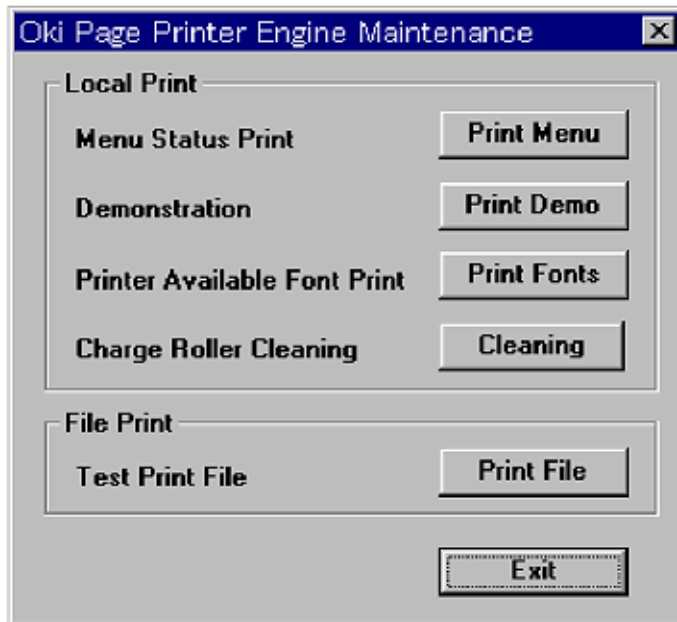 Oki Page Printer Engine Maintenance
Local Print
Menu Status Print Print Menu
Demonstration Print Demo
Printer Available Font Print Print Fonts
Charge Roller Cleaning Cleaning
File Print
Test Print File Print File
Exit